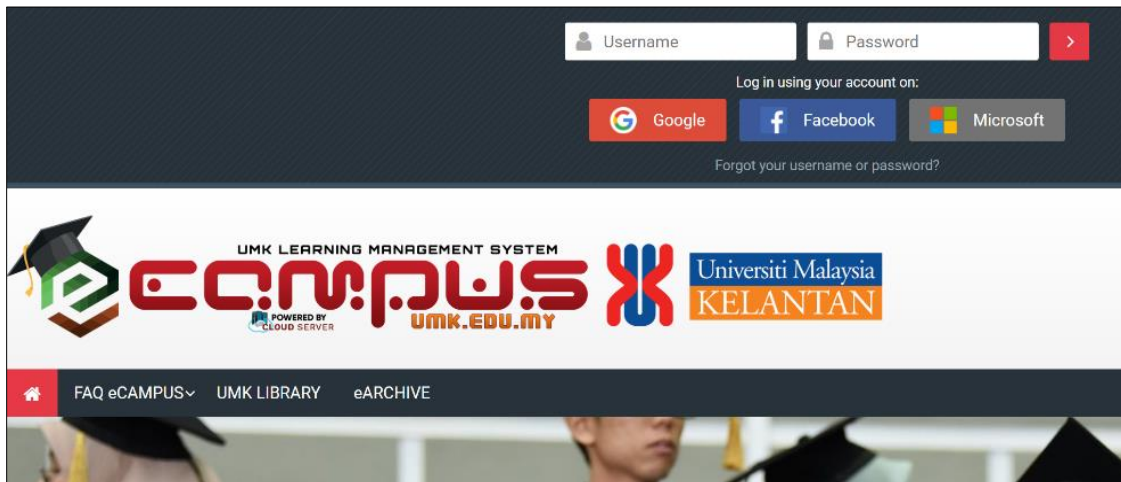 Username
Password
Log in using your account on:
Google
Facebook
Microsoft
Forgot your username or password?
UMK LEARNING MANAGEMENT SYSTEM
eCAMPUS
POWERED BY
CLOUD SERVER
UMK.EDU.MY
Universiti Malaysia
KELANTAN
FAQ eCAMPUS
UMK LIBRARY
eARCHIVE